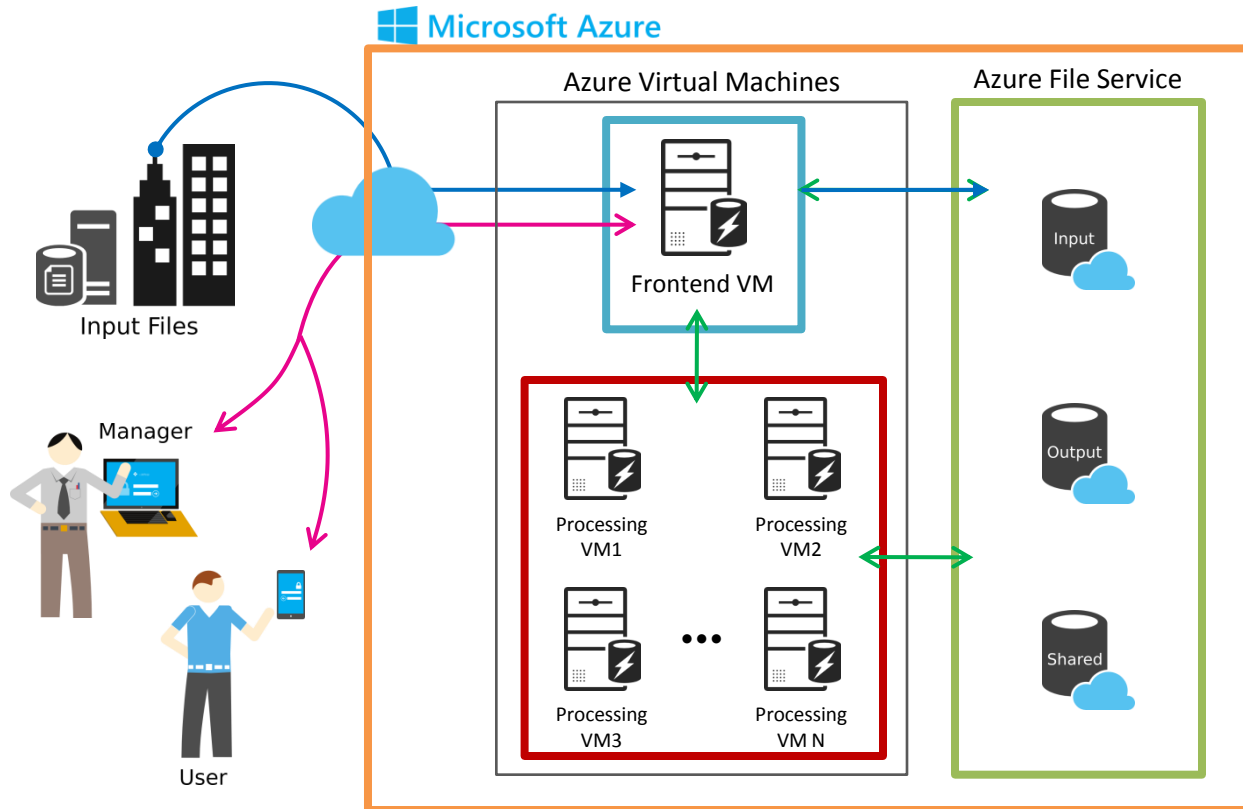 Microsoft Azure
Azure Virtual Machines
Azure File Service
Input Files
Frontend VM
Input
Manager
Processing
VM1
Processing
VM2
Output
Processing
VM3
•••
Processing
VM N
Shared
User